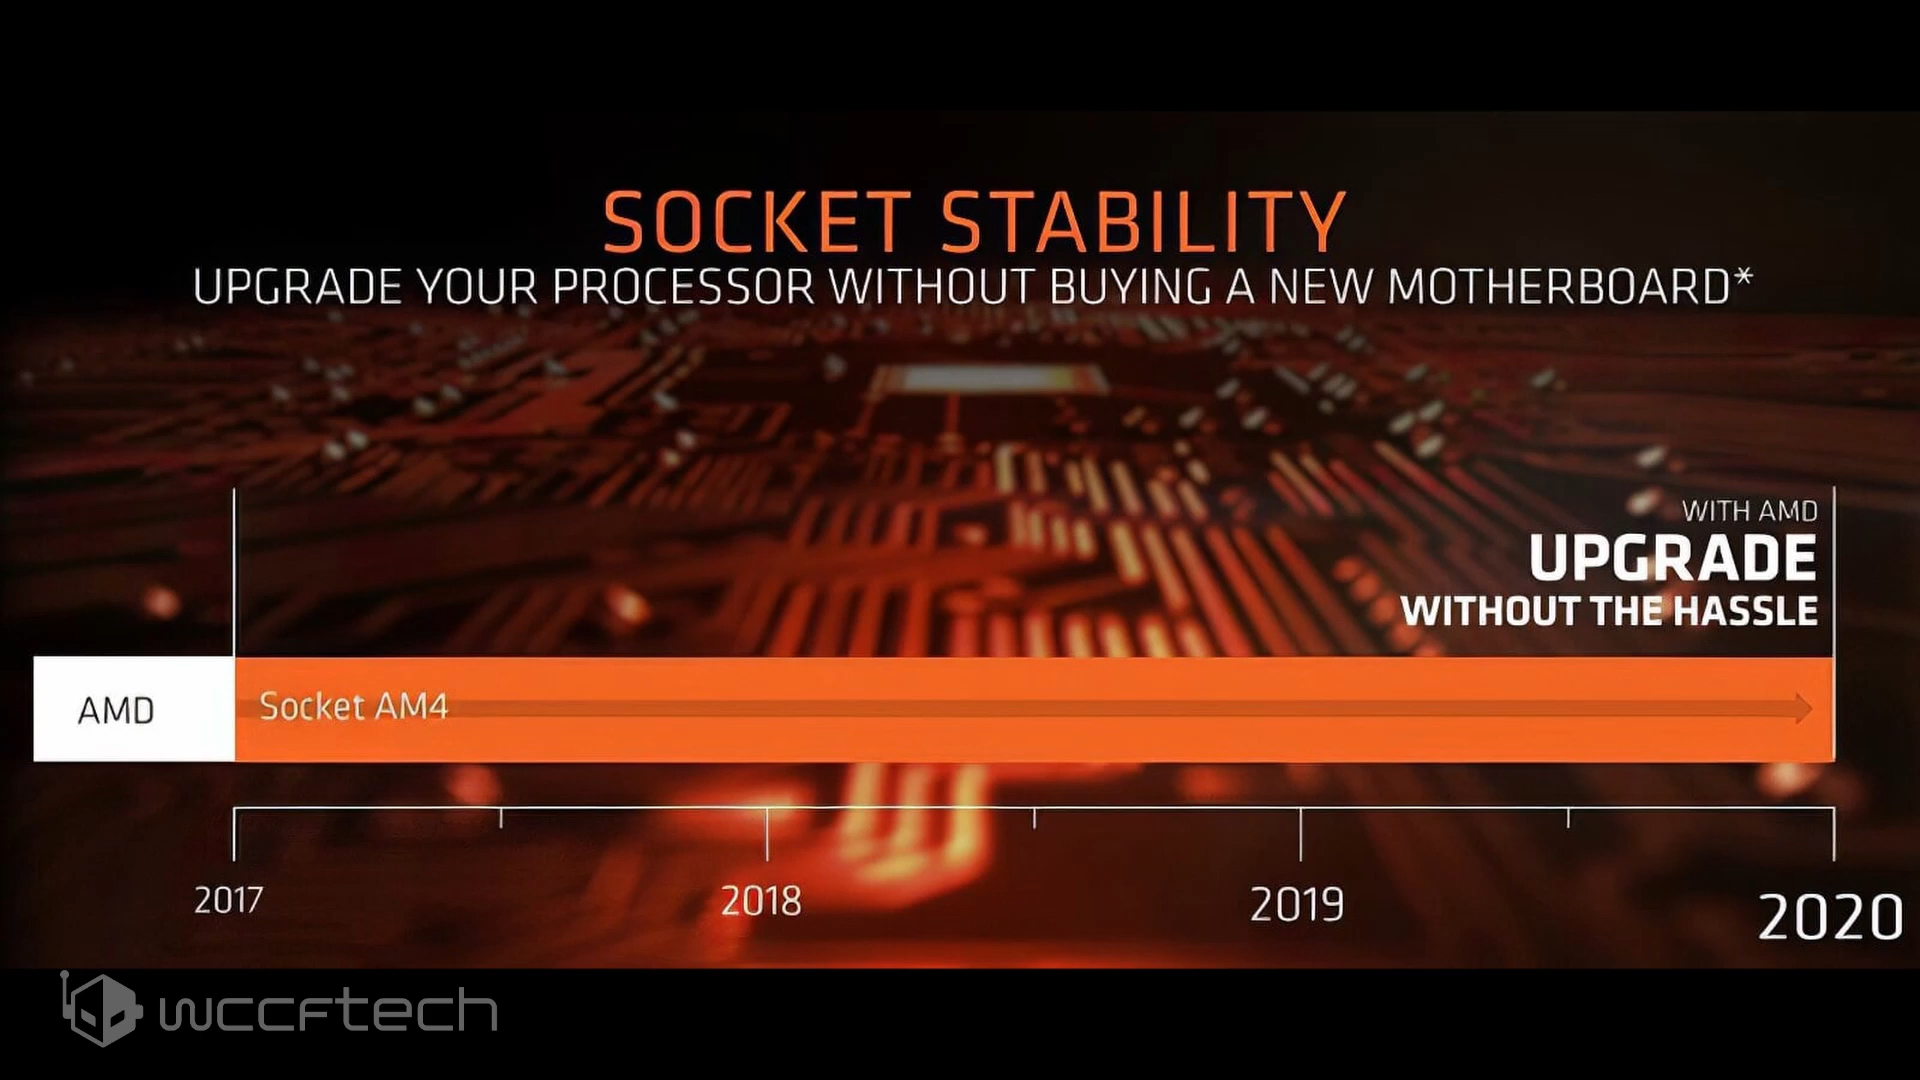 SOCKET STABILITY
UPGRADE YOUR PROCESSOR WITHOUT BUYING A NEW MOTHERBOARD*
WITH AMD
UPGRADE
WITHOUT THE HASSLE
AMD
Socket AM4
2017
2018
2019
2020
wccftech